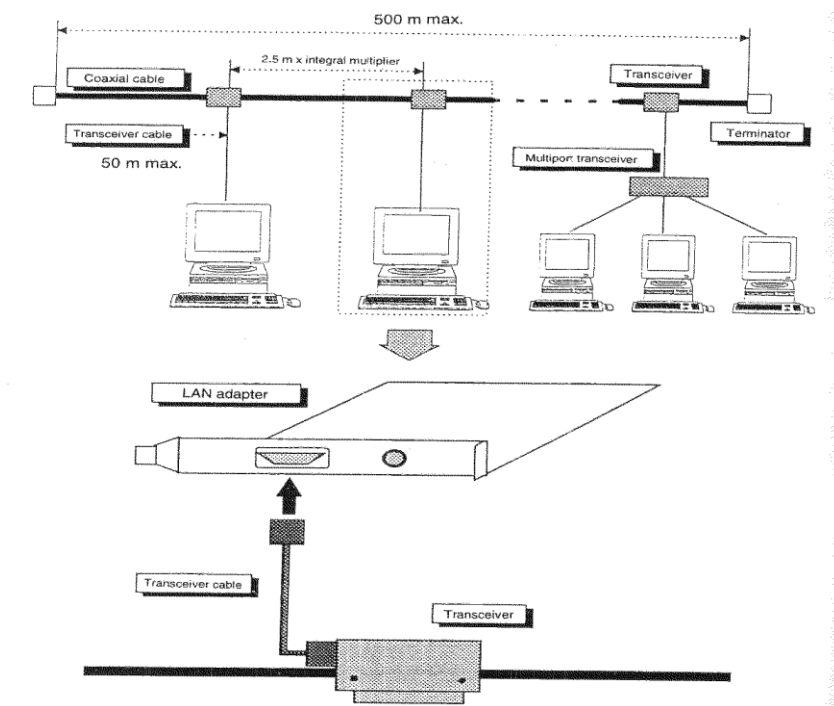 500 m max.
2.5 m x integral multiplier
Coaxial cable
Transceiver
Transceiver cable
50 m max.
Terminator
Multiport transceiver
LAN adapter
Transceiver cable
Transceiver